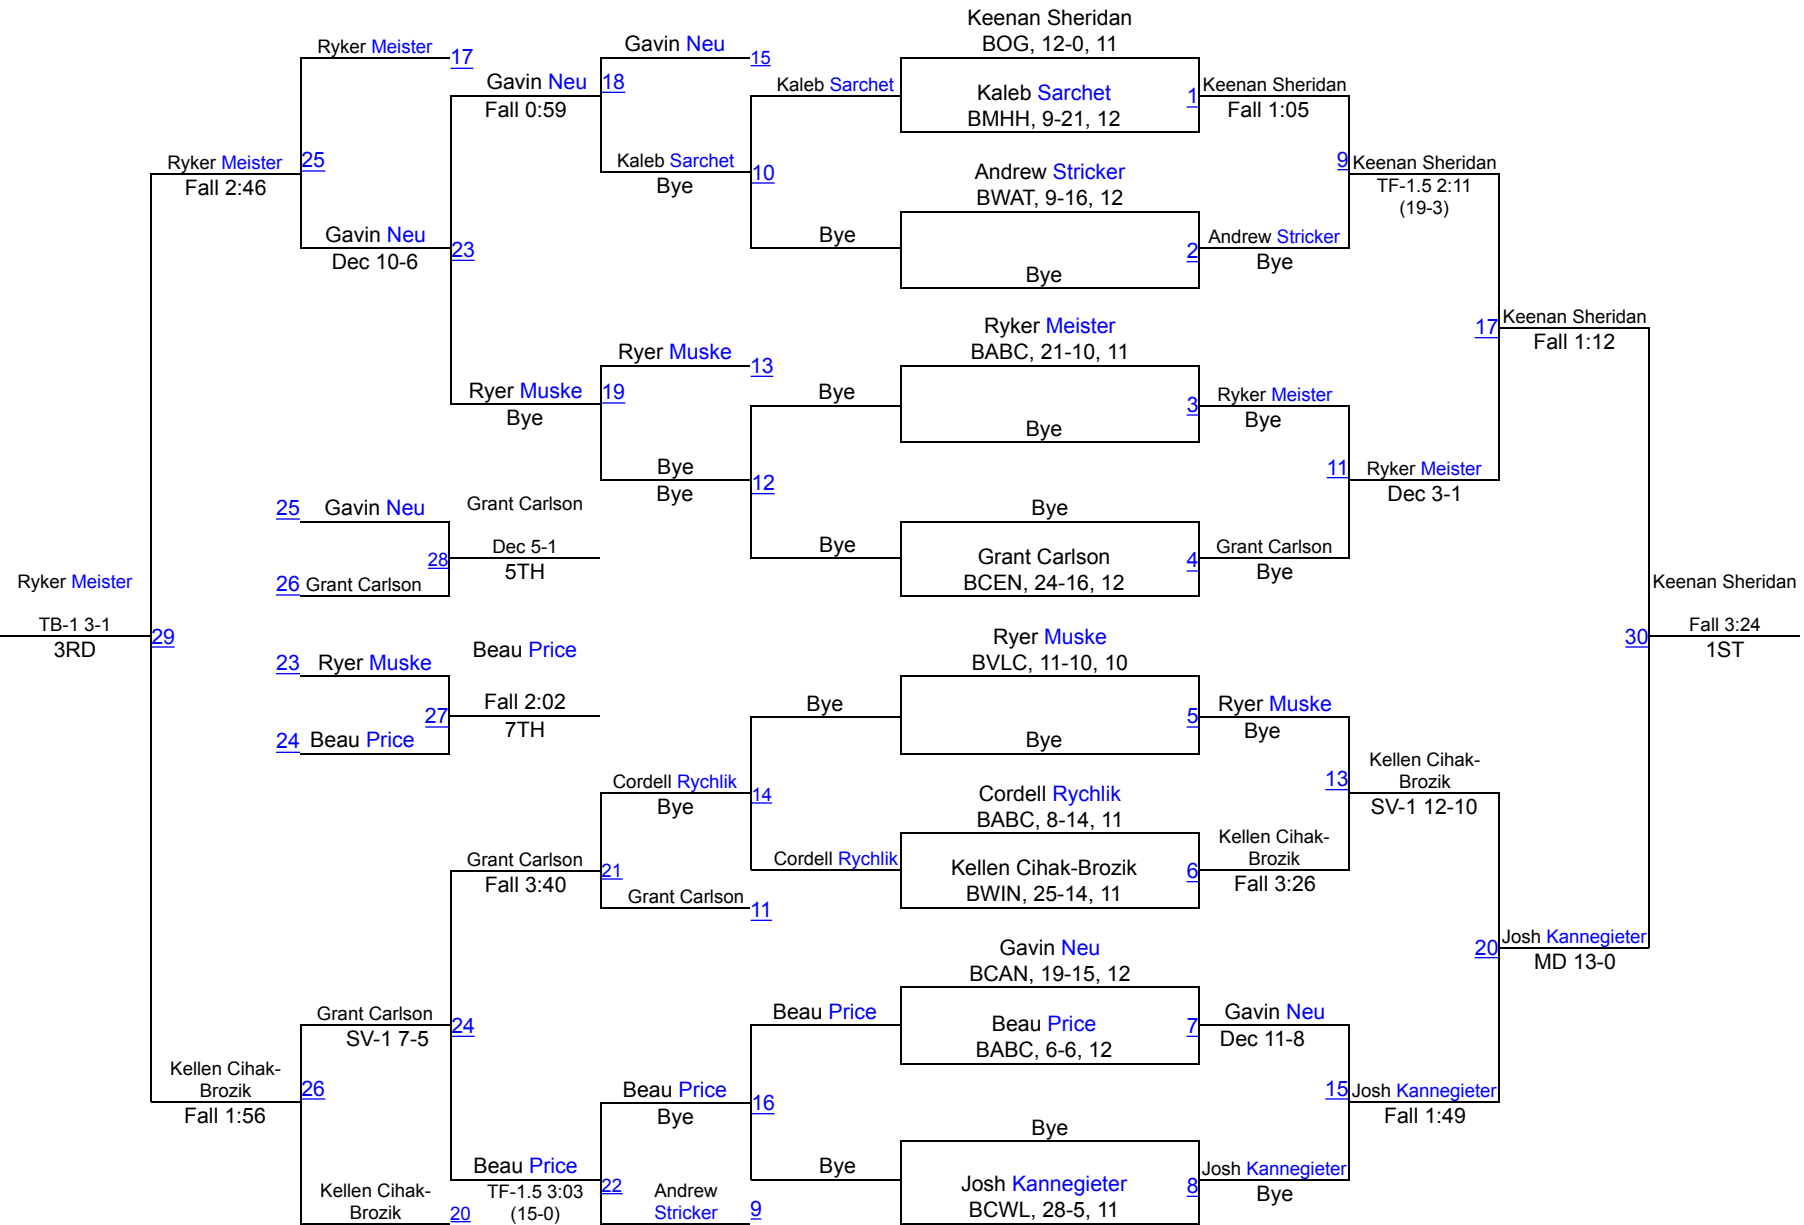 Keenan Sheridan
BOG, 12-0, 11
Kaleb Sarchet
BMHH, 9-21, 12
1
Andrew Stricker
BWAT, 9-16, 12
Bye
2
Ryker Meister
BABC, 21-10, 11
Bye
3
Bye
Grant Carlson
BCEN, 24-16, 12
4
Ryer Muske
BVLC, 11-10, 10
Bye
5
Cordell Rychlik
BABC, 8-14, 11
Kellen Cihak-Brozik
BWIN, 25-14, 11
6
Gavin Neu
BCAN, 19-15, 12
Beau Price
BABC, 6-6, 12
7
Bye
Josh Kannegieter
BCWL, 28-5, 11
8
Keenan Sheridan
Fall 1:05
9
Andrew Stricker
Bye
Ryker Meister
Bye
11
Grant Carlson
Bye
Ryer Muske
Bye
13
Kellen Cihak-
Brozik
Fall 3:26
Gavin Neu
Dec 11-8
15
Josh Kannegieter
Bye
Keenan Sheridan
TF-1.5 2:11
(19-3)
17
Ryker Meister
Dec 3-1
Kellen Cihak-
Brozik
SV-1 12-10
20
Josh Kannegieter
Fall 1:49
Keenan Sheridan
Fall 1:12
30
Josh Kannegieter
MD 13-0
Keenan Sheridan
Fall 3:24
1ST
Kaleb Sarchet
10
Bye
Bye
12
Bye
Bye
14
Cordell Rychlik
Beau Price
16
Bye
Gavin Neu
15
18
Kaleb Sarchet
Bye
Ryer Muske
13
19
Bye
Bye
Cordell Rychlik
Bye
21
Grant Carlson
11
Beau Price
Bye
22
Andrew
Stricker
9
Gavin Neu
Fall 0:59
23
Ryer Muske
Bye
Grant Carlson
Fall 3:40
24
Beau Price
TF-1.5 3:03
(15-0)
Ryker Meister
17
25
Gavin Neu
Dec 10-6
Grant Carlson
SV-1 7-5
26
Kellen Cihak-
Brozik
20
25
Gavin Neu
Grant Carlson
28
Dec 5-1
5TH
26
Grant Carlson
23
Ryer Muske
Beau Price
27
Fall 2:02
7TH
24
Beau Price
Ryker Meister
Fall 2:46
29
Kellen Cihak-
Brozik
Fall 1:56
Ryker Meister
TB-1 3-1
3RD